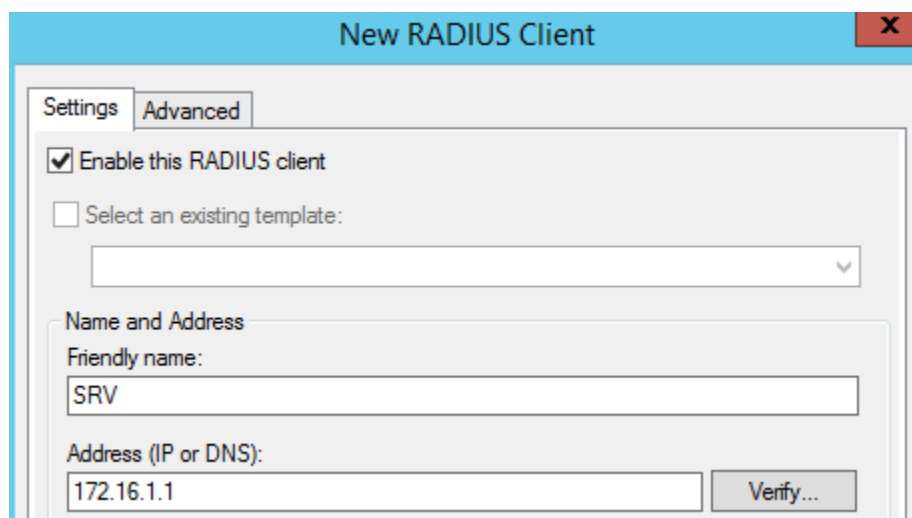 New RADIUS Client
x
Settings Advanced
Enable this RADIUS client
Select an existing template:
Name and Address
Friendly name:
SRV
Address (IP or DNS):
172.16.1.1 Verify...